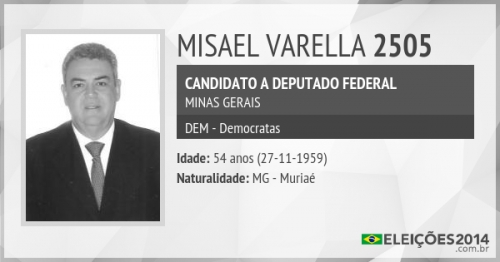 MISAEL VARELLA 2505
CANDIDATO A DEPUTADO FEDERAL
MINAS GERAIS
DEM - Democratas
Idade: 54 anos (27-11-1959)
Naturalidade: MG - Muriaé
ELEIÇÕES2014
.com.br